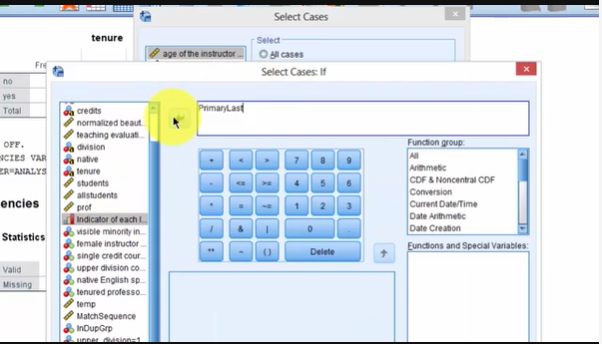 Select Cases
tenure
Select
age of the instructor ...
All cases
Fre
Select Cases: If
no
yes
Total
credits
normalized beaut...
teaching evaluati...
division
native
tenure
students
allstudents
prof
Indicator of each l...
visible minority in...
female instructor ...
single credit cour...
upper division co...
native English sp...
tenured professo...
temp
MatchSequence
InDupGrp
upper_division=1
PrimaryLast
+ < > 7 8 9
- <= >= 4 5 6
* = ~= 1 2 3
/ & | 0 .
** ~ ( ) Delete
Function group:
All
Arithmetic
CDF & Noncentral CDF
Conversion
Current Date/Time
Date Arithmetic
Date Creation
Functions and Special Variables:
OFF.
NCIES VAR
ER=ANALYS
encies
Statistics
Valid
Missing